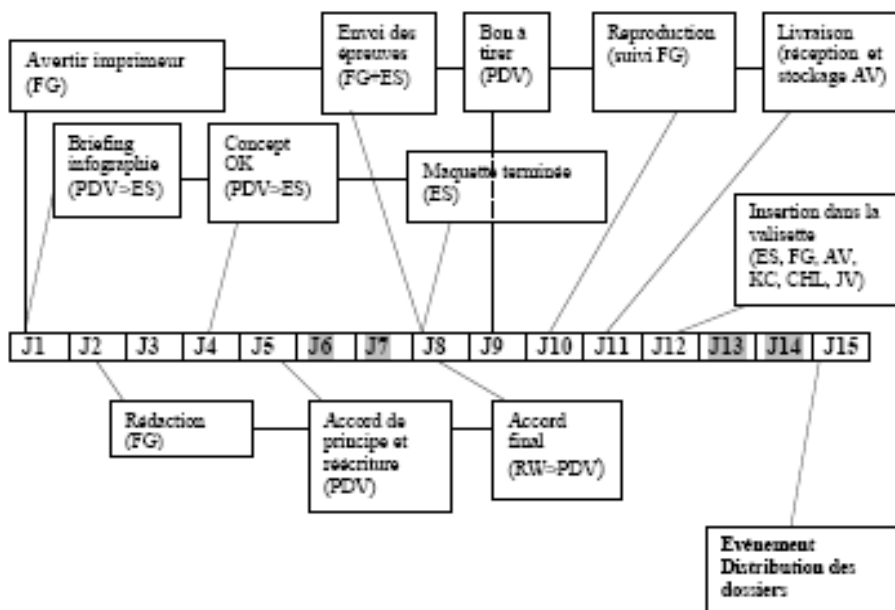 Avertir imprimeur
(FG)
Envoi des
épreuves
(FG+ES)
Bon à
tirer
(PDV)
Reproduction
(suivi FG)
Livraison
(réception et
stockage AV)
Briefing
infographie
(PDV>ES)
Concept
OK
(PDV>ES)
Maquette terminée
(ES)
Insertion dans la
valisette
(ES, FG, AV,
KC, CHL, JV)
J1 J2 J3 J4 J5 J6 J7 J8 J9 J10 J11 J12 J13 J14 J15
Rédaction
(FG)
Accord de
principe et
réécriture
(PDV)
Accord
final
(RW>PDV)
Evénement
Distribution des
dossiers